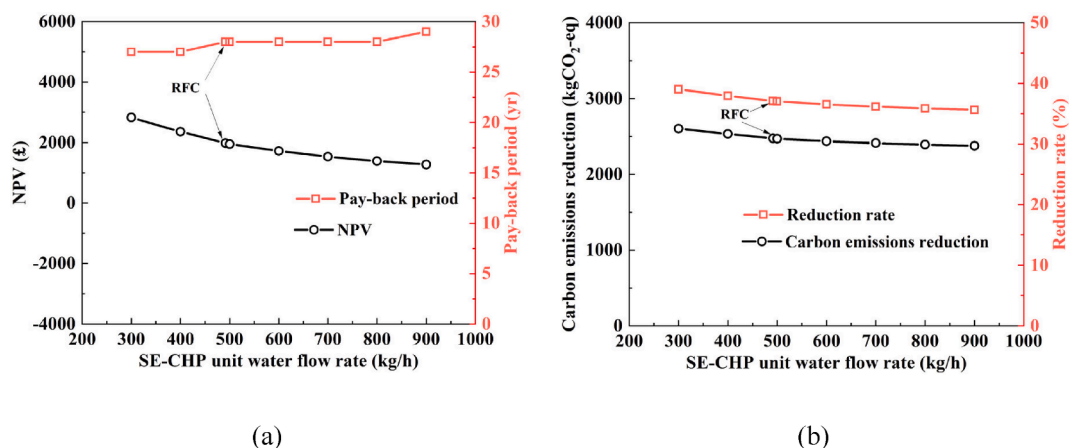 6000
4000
2000
0
-2000
-4000
NPV (£)
30
25
20
15
10
5
0
Pay-back period (yr)
RFC
Pay-back period
NPV
200 300 400 500 600 700 800 900 1000
SE-CHP unit water flow rate (kg/h)
(a)
4000
3000
2000
1000
0
Carbon emissions reduction (kgCO₂-eq)
50
40
30
20
10
0
Reduction rate (%)
RFC
Reduction rate
Carbon emissions reduction
200 300 400 500 600 700 800 900 1000
SE-CHP unit water flow rate (kg/h)
(b)